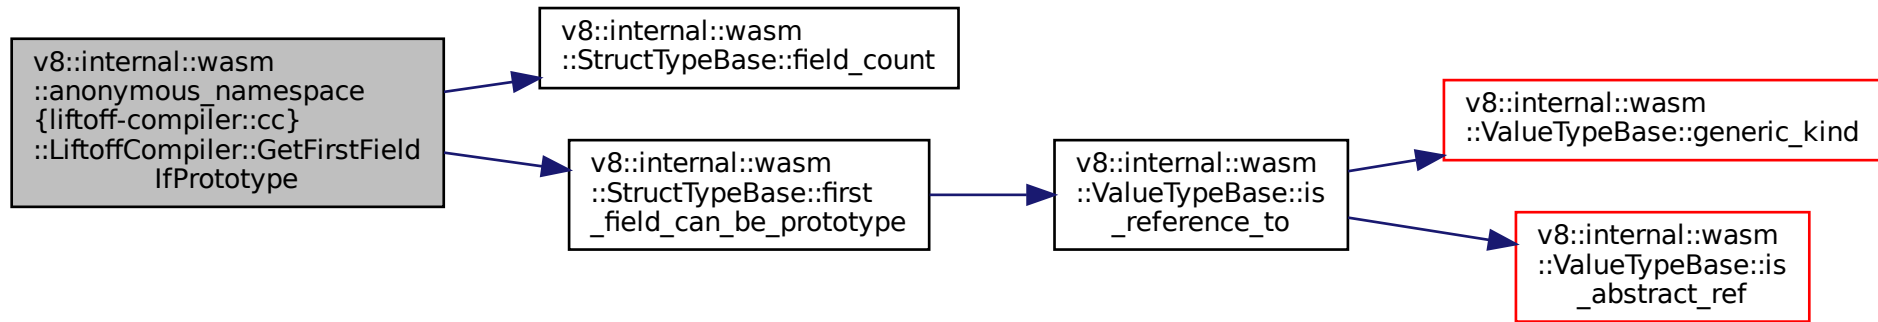 v8::internal::wasm
::anonymous_namespace
{liftoff-compiler::cc}
::LiftoffCompiler::GetFirstField
IfPrototype
v8::internal::wasm
::StructTypeBase::field_count
v8::internal::wasm
::StructTypeBase::first
_field_can_be_prototype
v8::internal::wasm
::ValueTypeBase::is
_reference_to
v8::internal::wasm
::ValueTypeBase::generic_kind
v8::internal::wasm
::ValueTypeBase::is
_abstract_ref